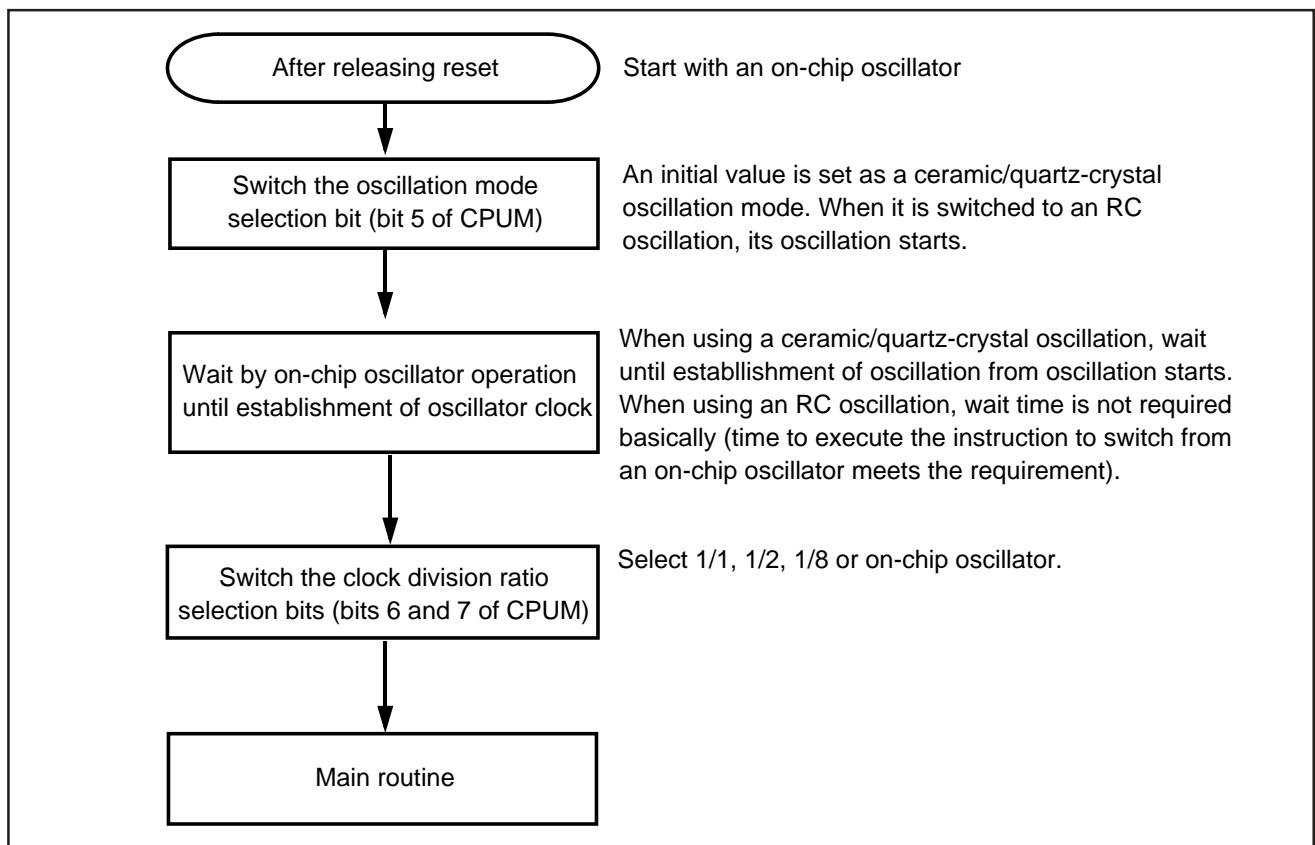 After releasing reset
Start with an on-chip oscillator
Switch the oscillation mode
selection bit (bit 5 of CPUM)
An initial value is set as a ceramic/quartz-crystal
oscillation mode. When it is switched to an RC
oscillation, its oscillation starts.
Wait by on-chip oscillator operation
until establishment of oscillator clock
When using a ceramic/quartz-crystal oscillation, wait
until establlishment of oscillation from oscillation starts.
When using an RC oscillation, wait time is not required
basically (time to execute the instruction to switch from
an on-chip oscillator meets the requirement).
Switch the clock division ratio
selection bits (bits 6 and 7 of CPUM)
Select 1/1, 1/2, 1/8 or on-chip oscillator.
Main routine